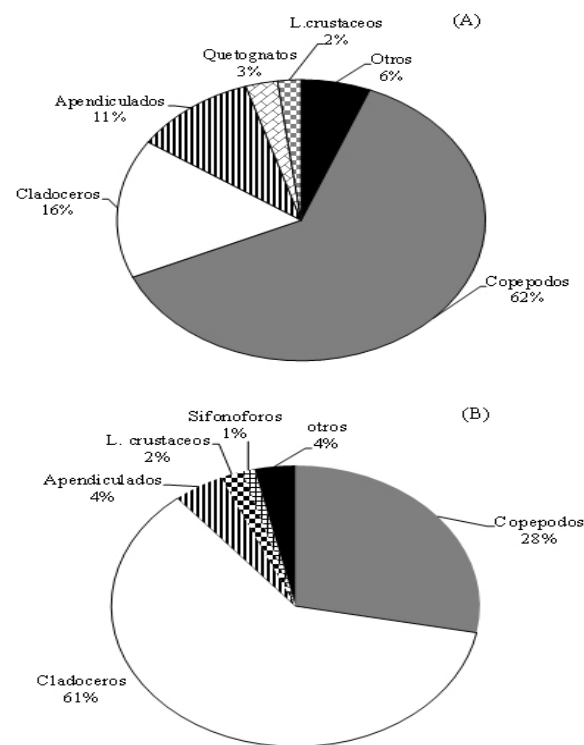 (A)
L.crustaceos
2%
Quetognatos
3%
Otros
6%
Apendiculados
11%
Cladoceros
16%
Copepodos
62%
(B)
Sifonoforos
1%
otros
4%
L. crustaceos
2%
Apendiculados
4%
Copepodos
28%
Cladoceros
61%